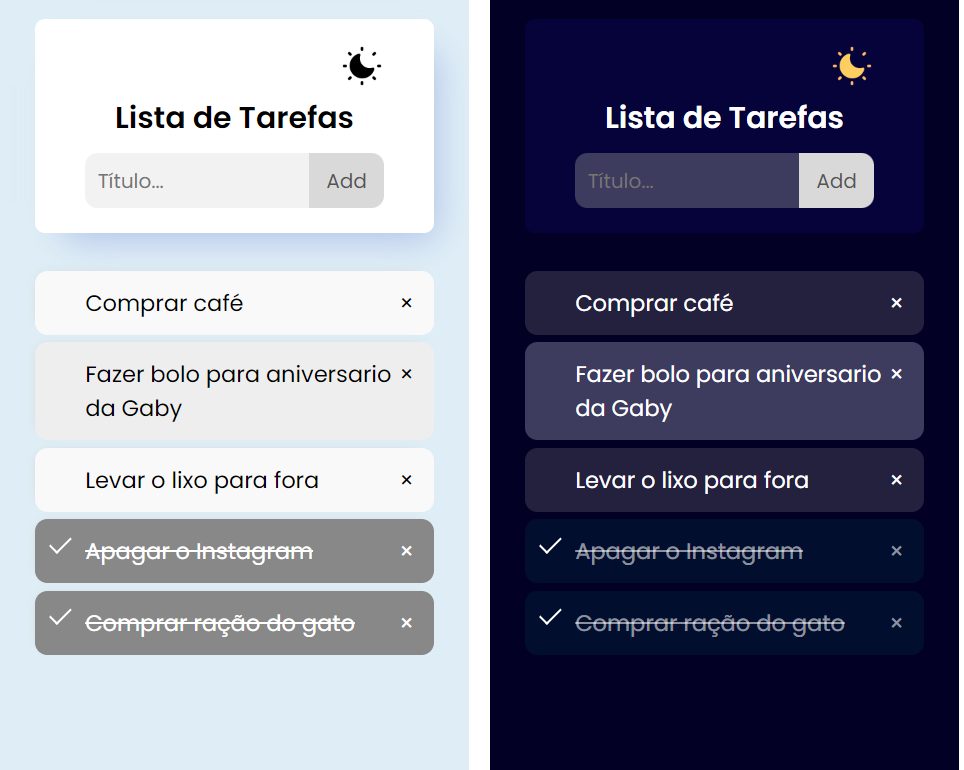 Lista de Tarefas
Título...
Add
Comprar café ×
Fazer bolo para aniversario ×
da Gaby
Levar o lixo para fora ×
Apagar o Instagram ×
Comprar ração do gato ×
Lista de Tarefas
Título...
Add
Comprar café ×
Fazer bolo para aniversario ×
da Gaby
Levar o lixo para fora ×
Apagar o Instagram ×
Comprar ração do gato ×